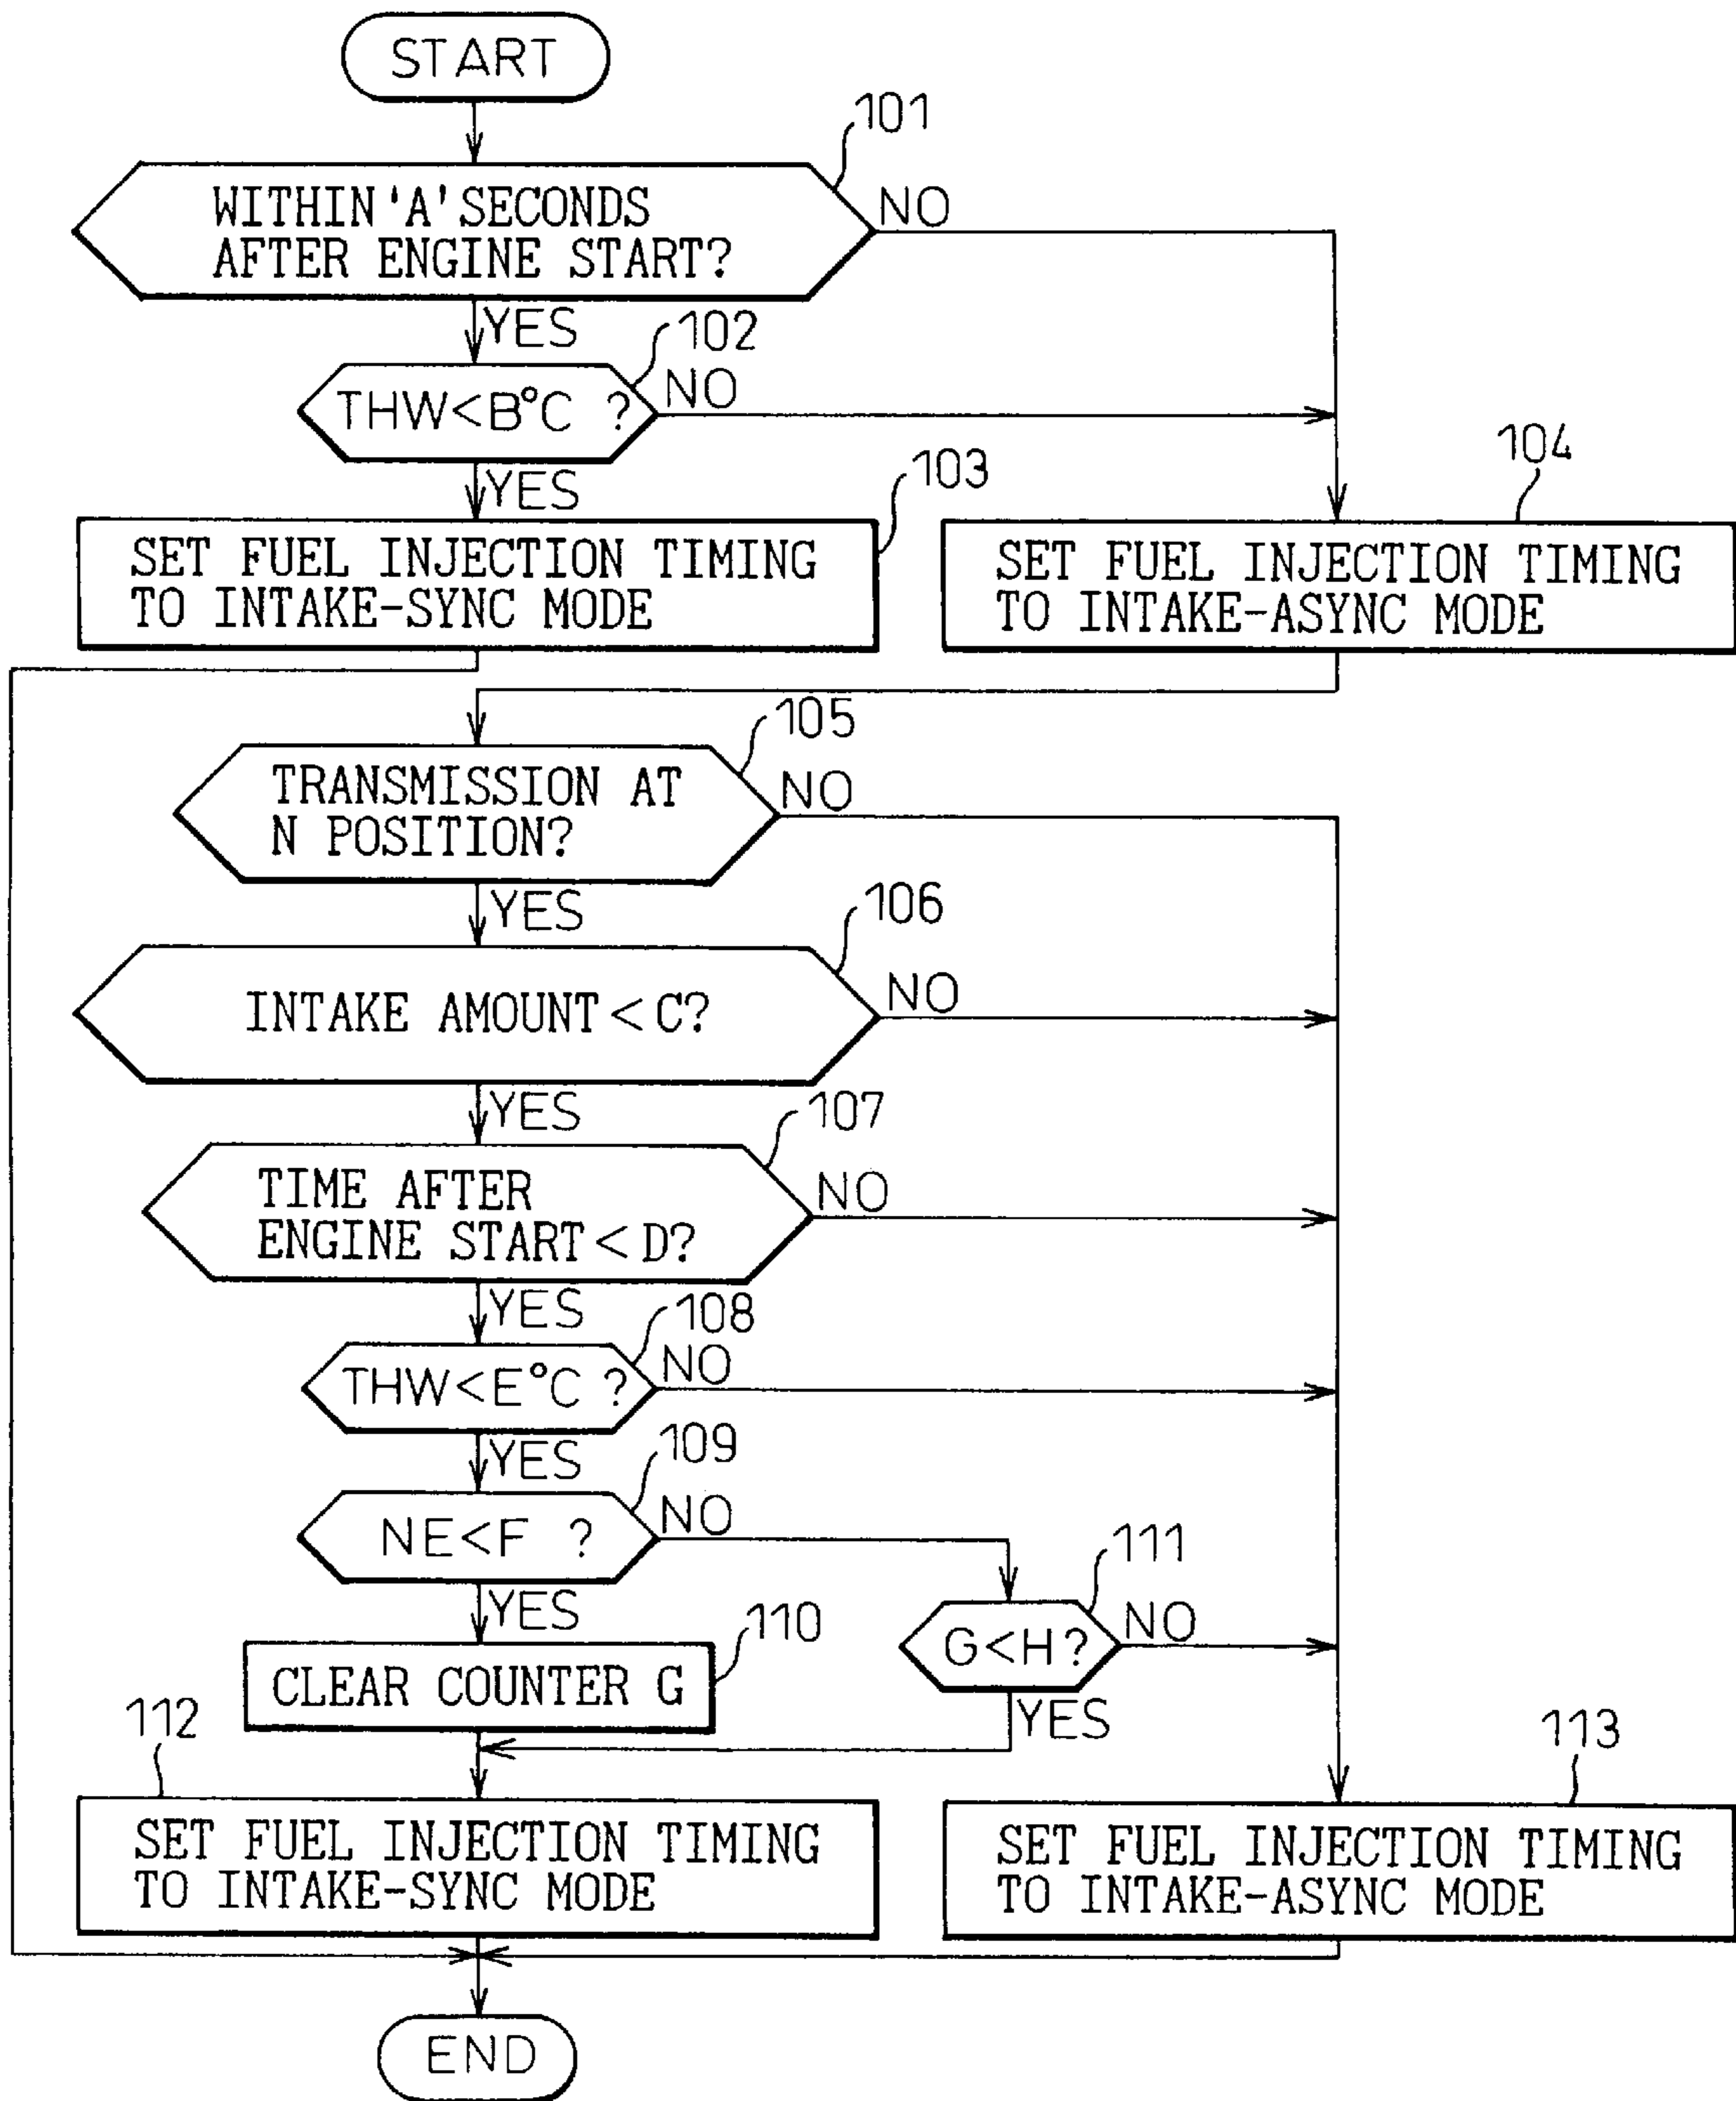 START
101
WITHIN 'A' SECONDS
AFTER ENGINE START?
NO
YES
102
THW<B°C ?
NO
YES
103
SET FUEL INJECTION TIMING
TO INTAKE-SYNC MODE
104
SET FUEL INJECTION TIMING
TO INTAKE-ASYNC MODE
105
TRANSMISSION AT
N POSITION?
NO
YES
106
INTAKE AMOUNT < C?
NO
YES
107
TIME AFTER
ENGINE START < D?
NO
YES
108
THW<E°C ?
NO
YES
109
NE<F ?
NO
YES
111
G<H?
NO
YES
110
CLEAR COUNTER G
112
SET FUEL INJECTION TIMING
TO INTAKE-SYNC MODE
113
SET FUEL INJECTION TIMING
TO INTAKE-ASYNC MODE
END